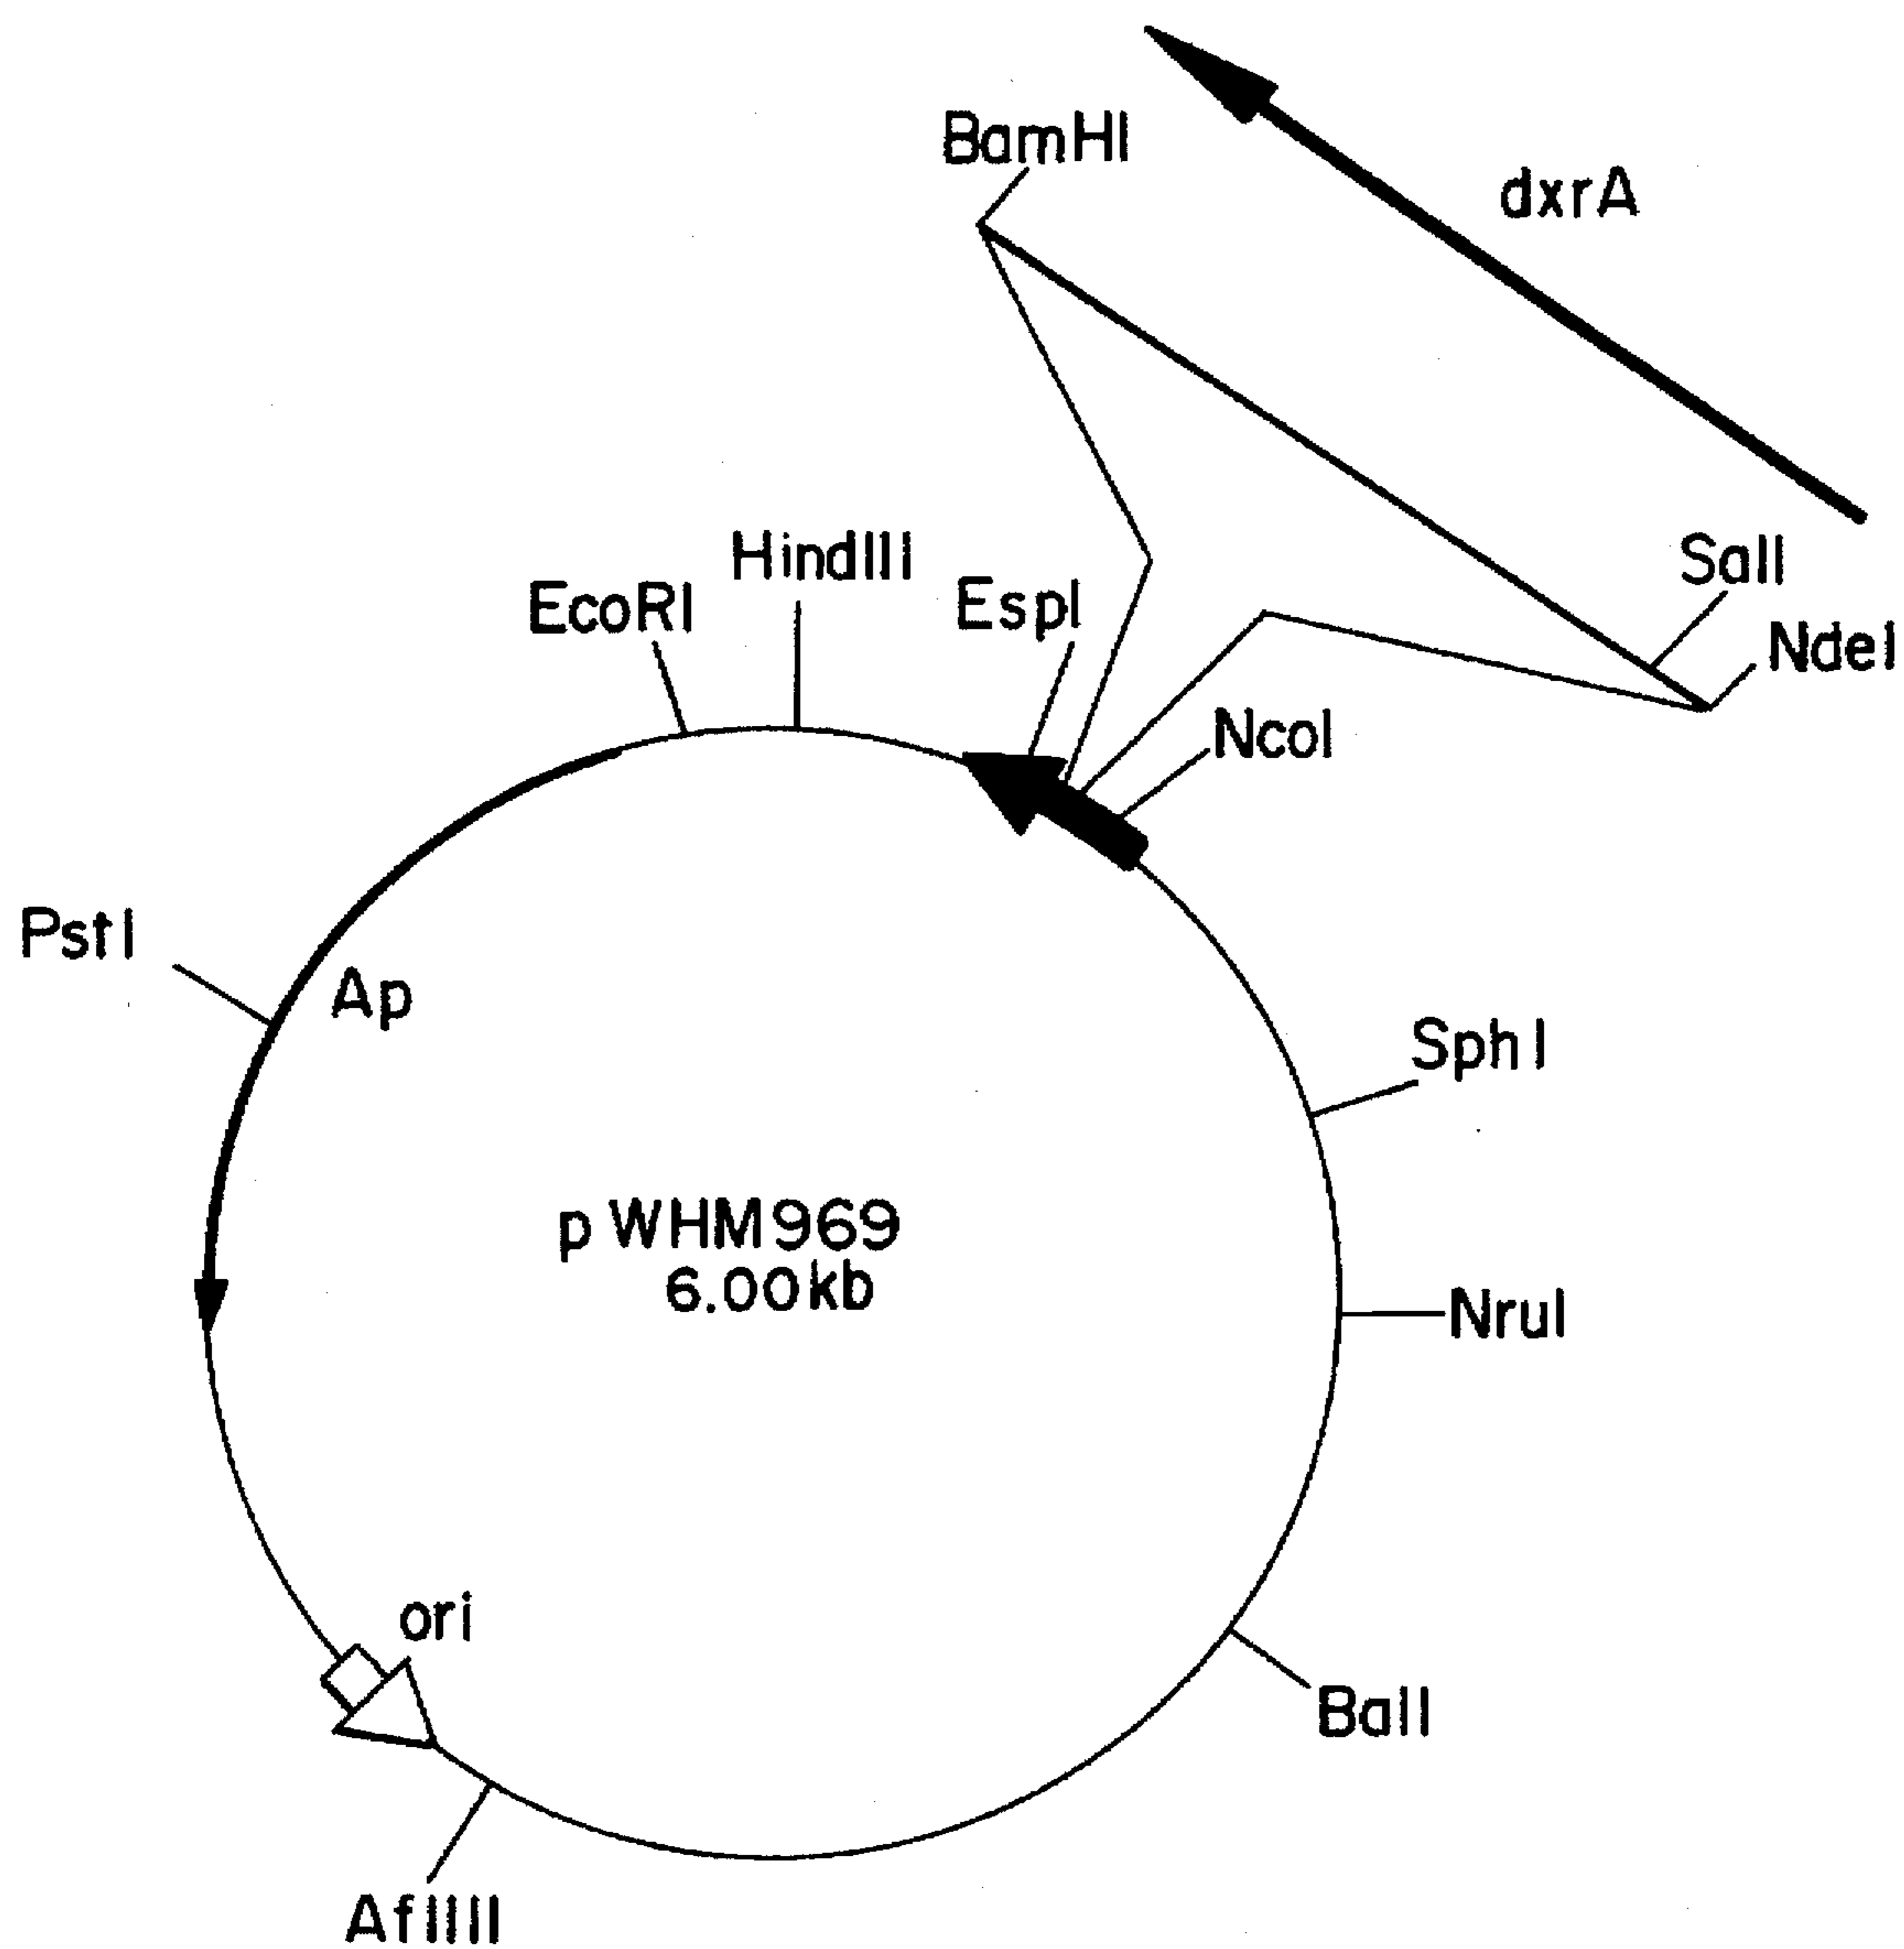 BamHI
dxrA
SalI
HindIII
EcoRI
EspI
NdeI
NcoI
PstI
Ap
SphI
pWHM969
6.00kb
NruI
ori
BalI
AflIII